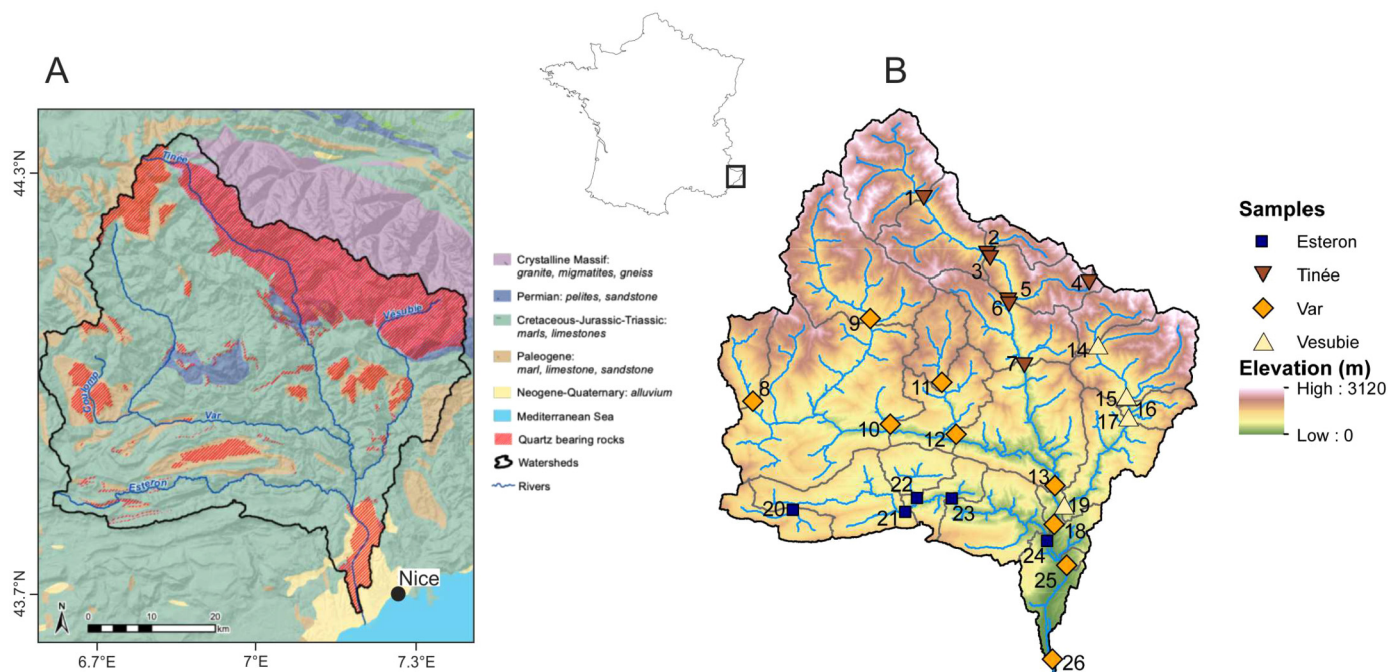 A
44.3°N
43.7°N
6.7°E
7°E
7.3°E
Tinée
Vésubie
Coulomp
Var
Esteron
Nice
N
0
10
20
km
Crystalline Massif:
granite, migmatites, gneiss
Permian: pelites, sandstone
Cretaceous-Jurassic-Triassic:
marls, limestones
Paleogene:
marl, limestone, sandstone
Neogene-Quaternary: alluvium
Mediterranean Sea
Quartz bearing rocks
Watersheds
Rivers
B
1
2
3
4
5
6
7
8
9
10
11
12
13
14
15
16
17
18
19
20
21
22
23
24
25
26
Samples
Esteron
Tinée
Var
Vesubie
Elevation (m)
High : 3120
Low : 0